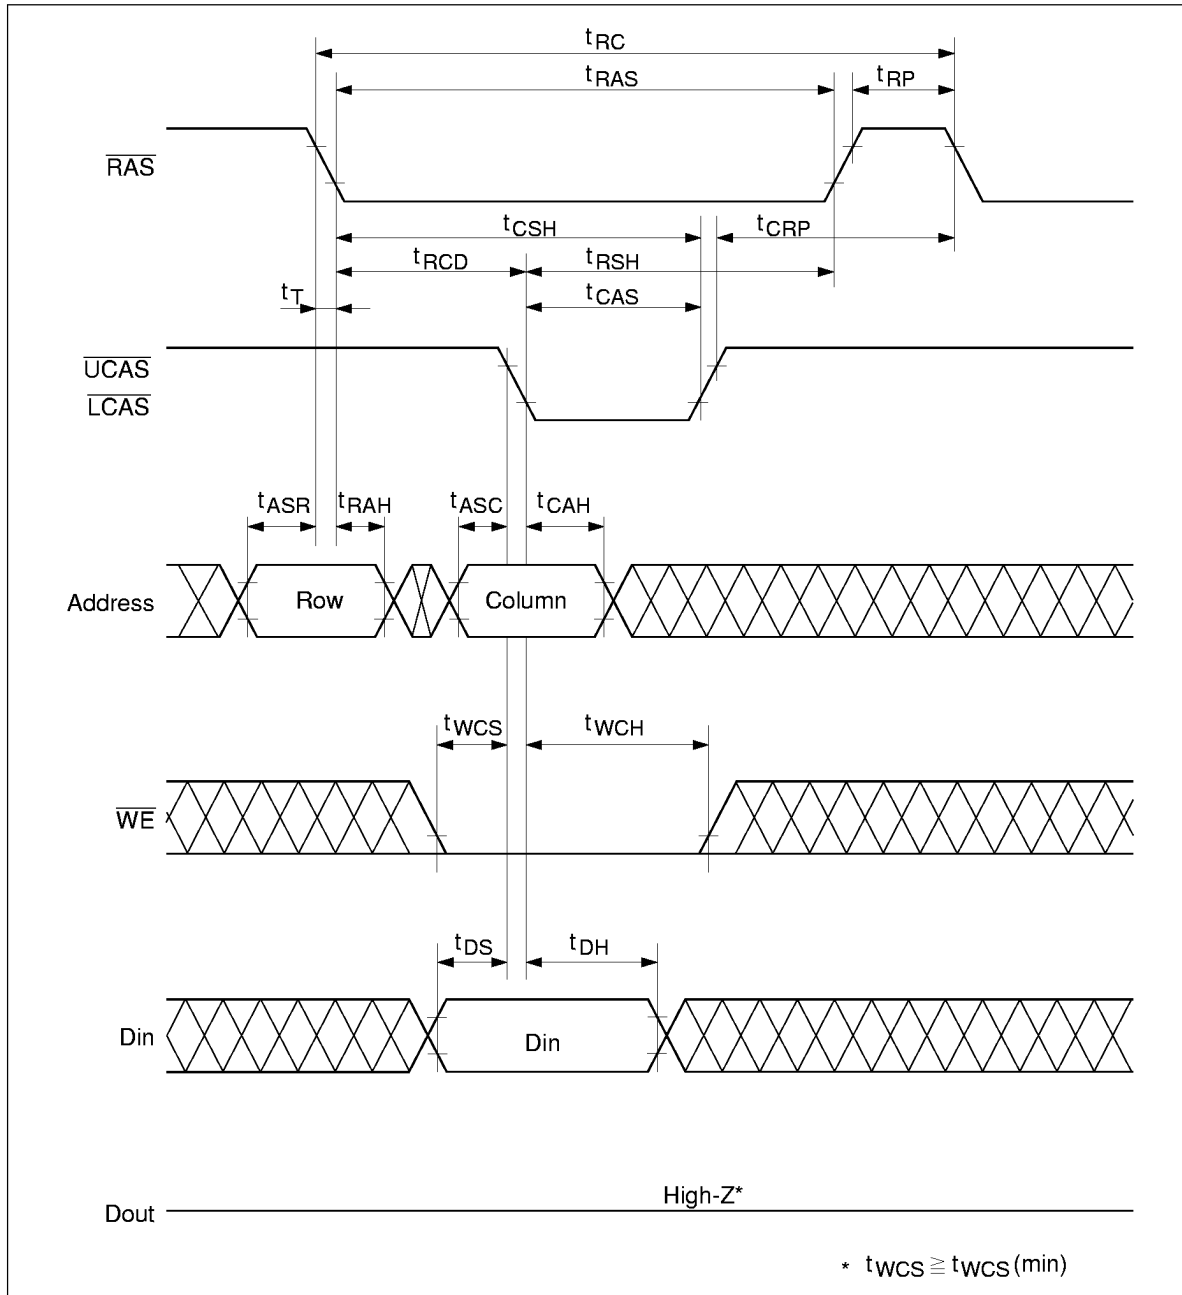 tRC
tRAS
tRP
RAS
tCSH
tCRP
tRCD
tRSH
tT
tCAS
UCAS
LCAS
tASR
tRAH
tASC
tCAH
Address
Row
Column
tWCS
tWCH
WE
tDS
tDH
Din
Din
High-Z*
Dout
* tWCS ≧ tWCS (min)